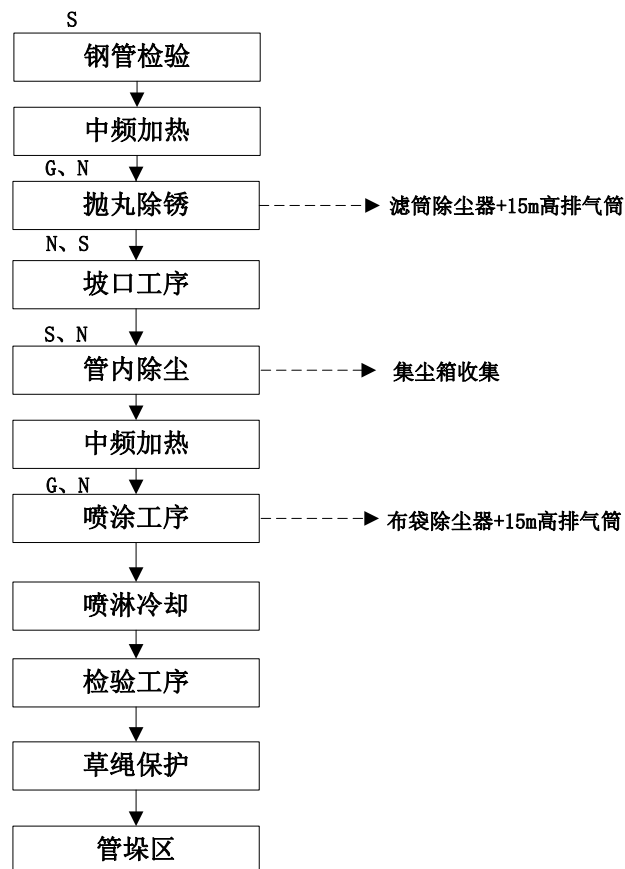 S
钢管检验
中频加热
G、N
抛丸除锈
滤筒除尘器+15m高排气筒
N、S
坡口工序
S、N
管内除尘
集尘箱收集
中频加热
G、N
喷涂工序
布袋除尘器+15m高排气筒
喷淋冷却
检验工序
草绳保护
管垛区